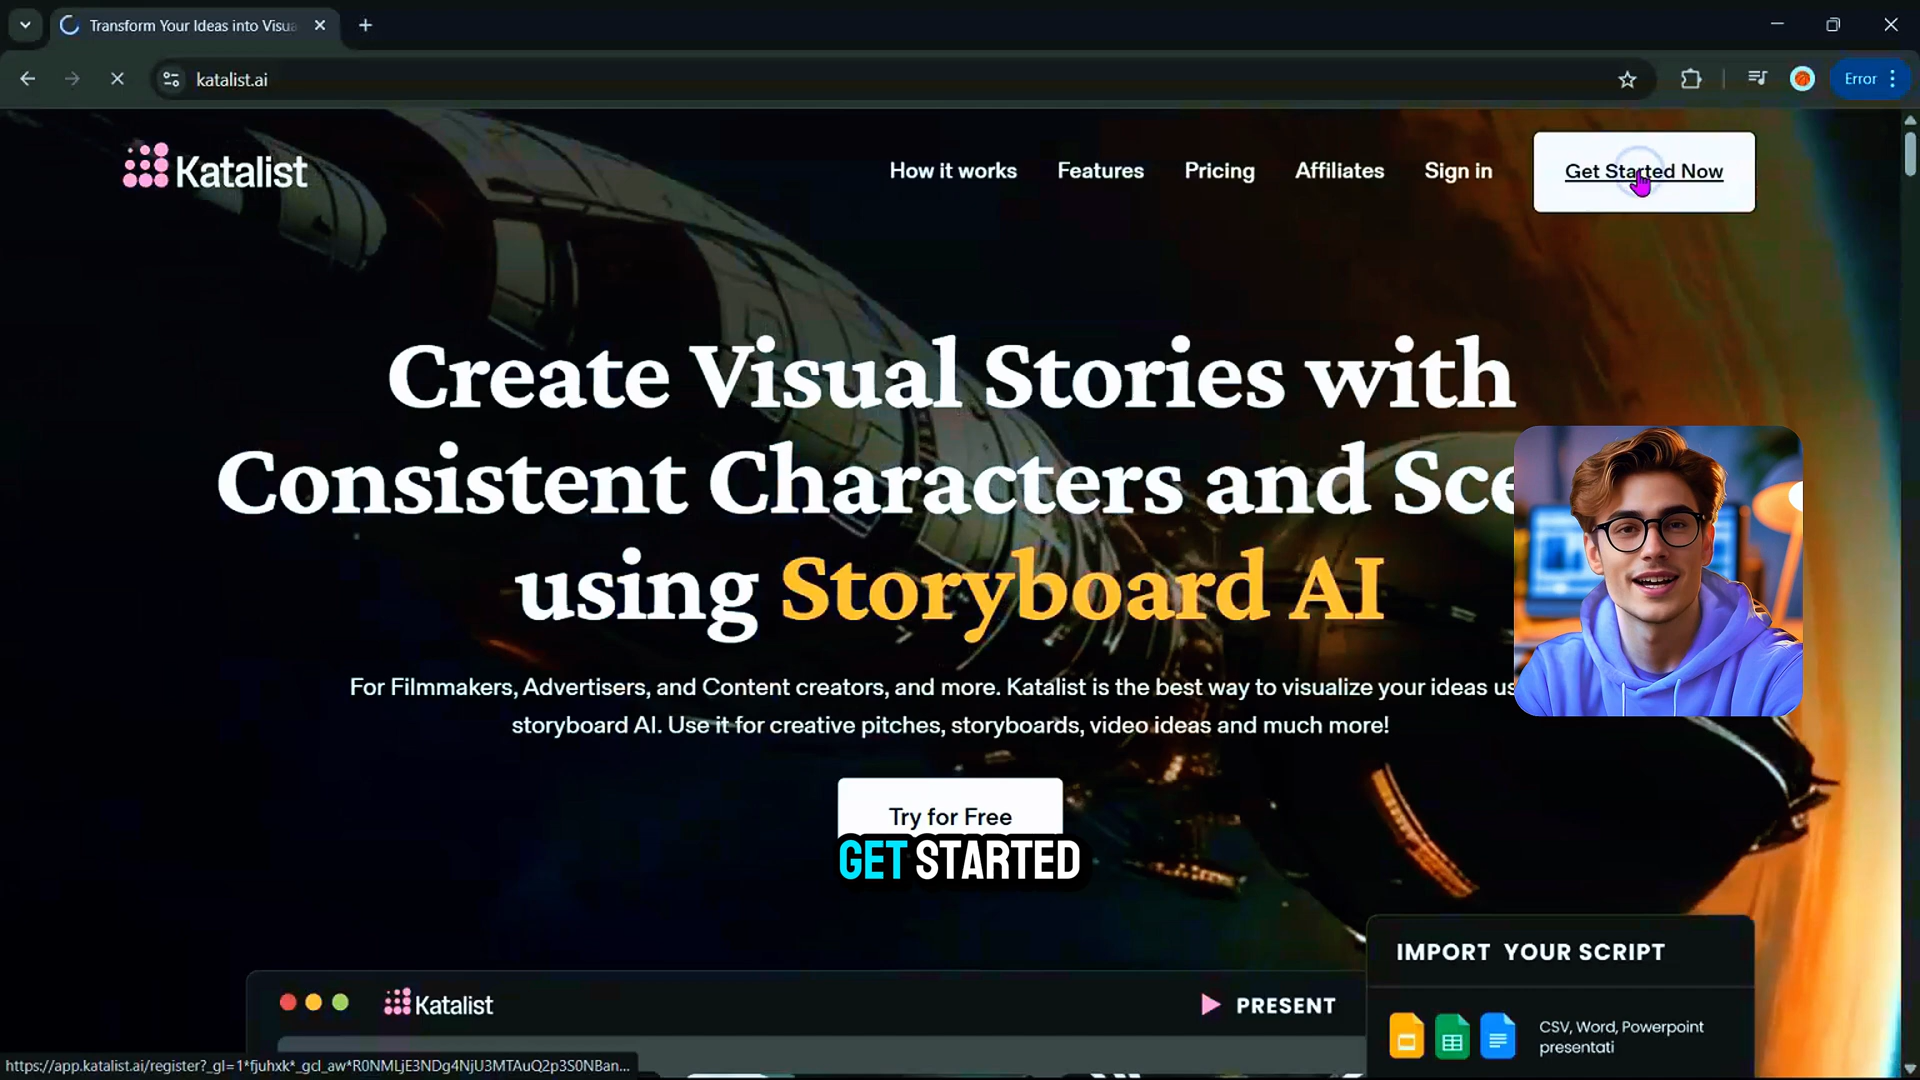 Transform Your Ideas into Visua
katalist.ai
Error
Katalist
How it works
Features
Pricing
Affiliates
Sign in
Get Started Now
Create Visual Stories with
Consistent Characters and Sce
using Storyboard AI
For Filmmakers, Advertisers, and Content creators, and more. Katalist is the best way to visualize your ideas us
storyboard AI. Use it for creative pitches, storyboards, video ideas and much more!
Try for Free
GET STARTED
IMPORT YOUR SCRIPT
Katalist
PRESENT
CSV, Word, Powerpoint
presentati
https://app.katalist.ai/register?_gl=1*fjuhxk*_gcl_aw*R0NMLjE3NDg4NjU3MTAuQ2p3S0NBan...